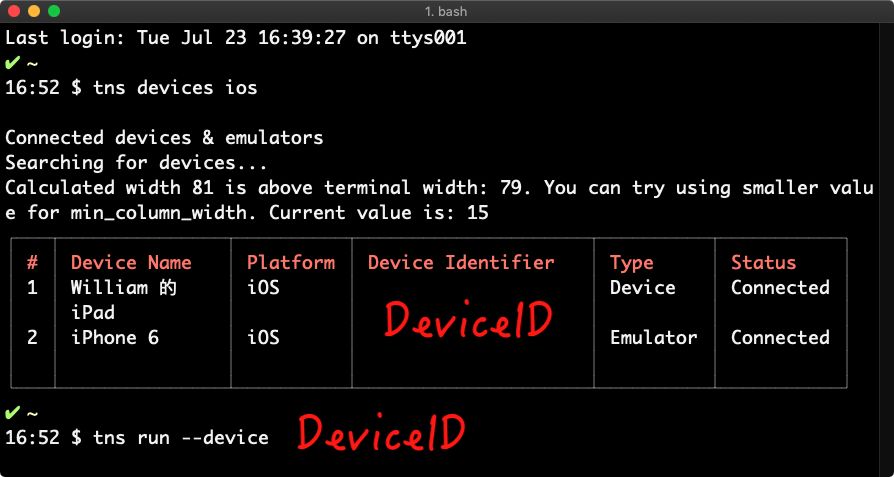 1. bash
Last login: Tue Jul 23 16:39:27 on ttys001
✔ ~
16:52 $ tns devices ios
Connected devices & emulators
Searching for devices...
Calculated width 81 is above terminal width: 79. You can try using smaller valu
e for min_column_width. Current value is: 15
# Device Name Platform Device Identifier Type Status
1 William 的 iOS Device Connected
iPad
DeviceID
2 iPhone 6 iOS Emulator Connected
✔ ~
16:52 $ tns run --device DeviceID